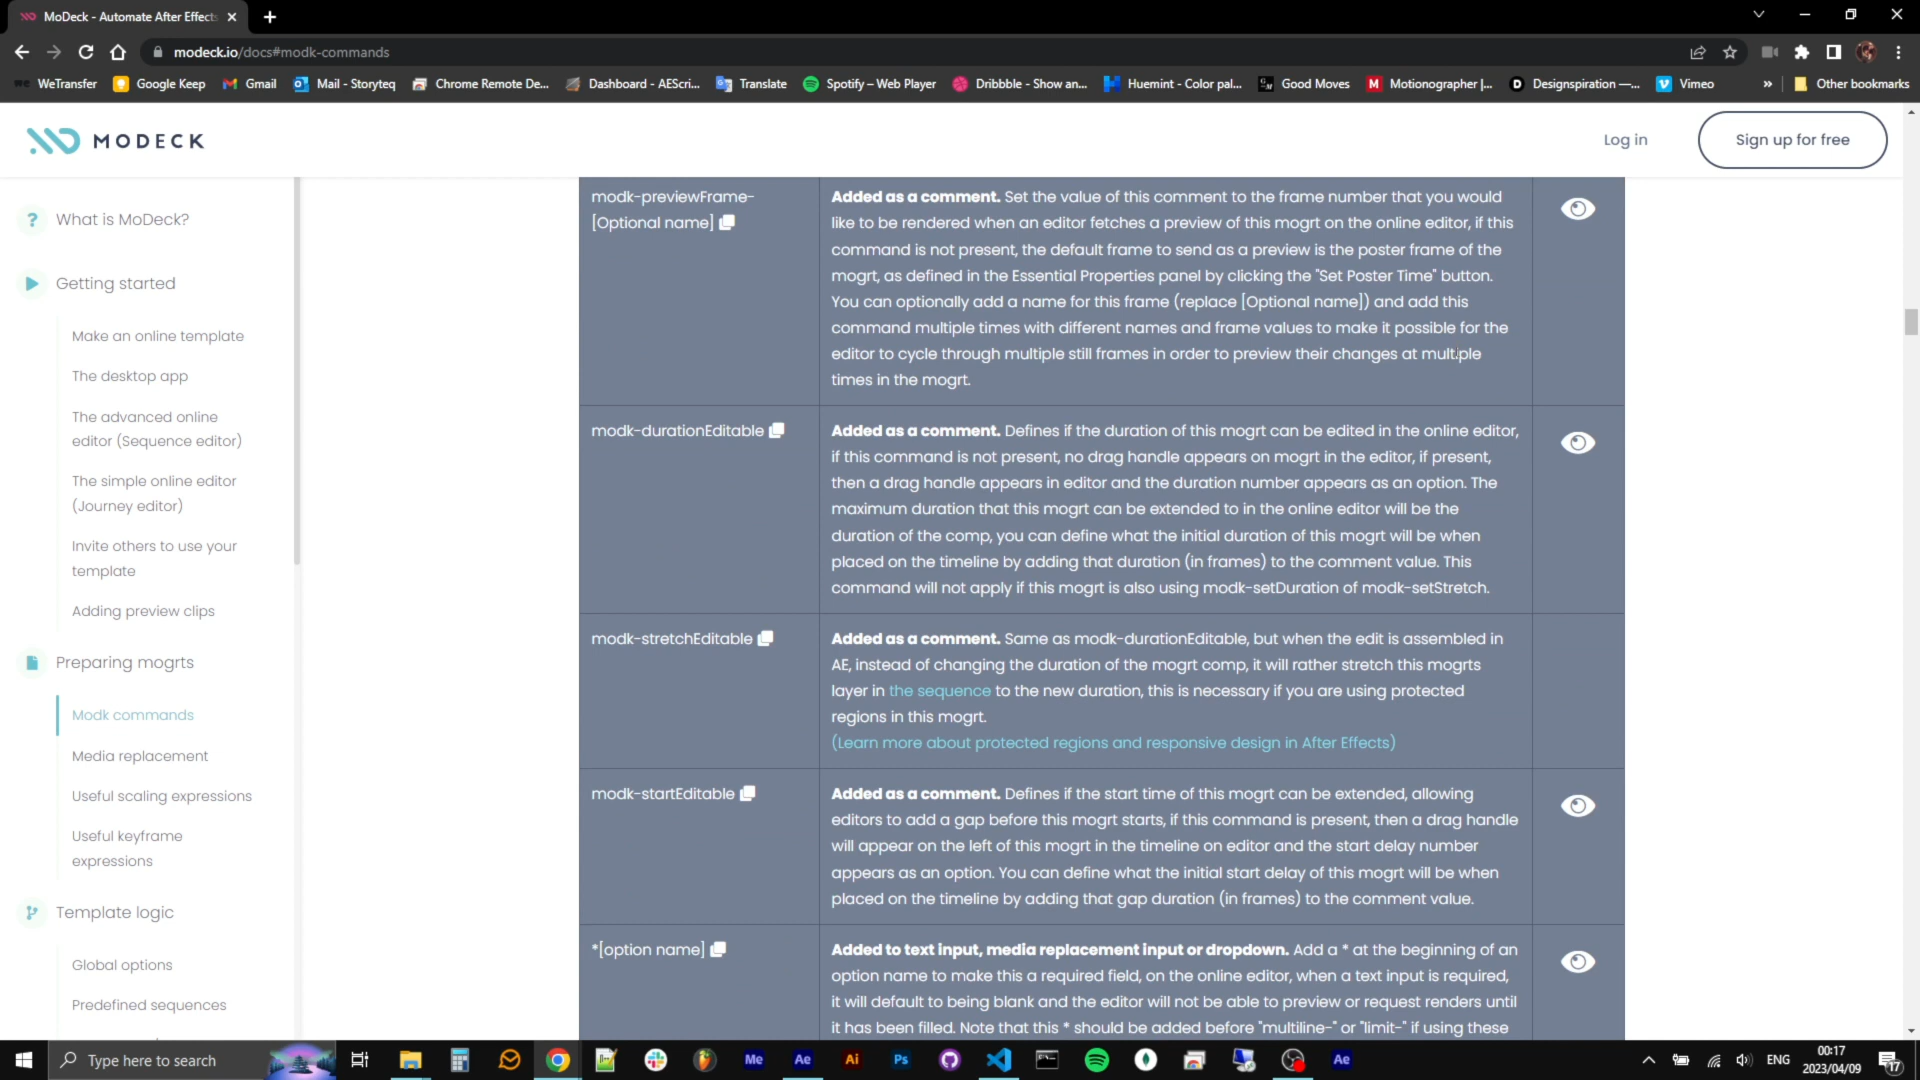 MoDeck - Automate After Effects
modeck.io/docs#modk-commands
WeTransfer
Google Keep
Gmail
Mail - Storyteq
Chrome Remote De...
Dashboard - AEScri...
Translate
Spotify – Web Player
Dribbble - Show an...
Huemint - Color pal...
Good Moves
Motionographer |...
Designspiration —...
Vimeo
»
Other bookmarks
MODECK
Log in
Sign up for free
? What is MoDeck?
Getting started
Make an online template
The desktop app
The advanced online
editor (Sequence editor)
The simple online editor
(Journey editor)
Invite others to use your
template
Adding preview clips
Preparing mogrts
Modk commands
Media replacement
Useful scaling expressions
Useful keyframe
expressions
Template logic
Global options
Predefined sequences
modk-previewFrame-
[Optional name]
Added as a comment. Set the value of this comment to the frame number that you would
like to be rendered when an editor fetches a preview of this mogrt on the online editor, if this
command is not present, the default frame to send as a preview is the poster frame of the
mogrt, as defined in the Essential Properties panel by clicking the "Set Poster Time" button.
You can optionally add a name for this frame (replace [Optional name]) and add this
command multiple times with different names and frame values to make it possible for the
editor to cycle through multiple still frames in order to preview their changes at multiple
times in the mogrt.
modk-durationEditable
Added as a comment. Defines if the duration of this mogrt can be edited in the online editor,
if this command is not present, no drag handle appears on mogrt in the editor, if present,
then a drag handle appears in editor and the duration number appears as an option. The
maximum duration that this mogrt can be extended to in the online editor will be the
duration of the comp, you can define what the initial duration of this mogrt will be when
placed on the timeline by adding that duration (in frames) to the comment value. This
command will not apply if this mogrt is also using modk-setDuration of modk-setStretch.
modk-stretchEditable
Added as a comment. Same as modk-durationEditable, but when the edit is assembled in
AE, instead of changing the duration of the mogrt comp, it will rather stretch this mogrts
layer in the sequence to the new duration, this is necessary if you are using protected
regions in this mogrt.
(Learn more about protected regions and responsive design in After Effects)
modk-startEditable
Added as a comment. Defines if the start time of this mogrt can be extended, allowing
editors to add a gap before this mogrt starts, if this command is present, then a drag handle
will appear on the left of this mogrt in the timeline on editor and the start delay number
appears as an option. You can define what the initial start delay of this mogrt will be when
placed on the timeline by adding that gap duration (in frames) to the comment value.
*[option name]
Added to text input, media replacement input or dropdown. Add a * at the beginning of an
option name to make this a required field, on the online editor, when a text input is required,
it will default to being blank and the editor will not be able to preview or request renders until
it has been filled. Note that this * should be added before "multiline-" or "limit-" if using these
Type here to search
Me
Ae
Ai
Ps
Ae
ENG
00:17
2023/04/09
17